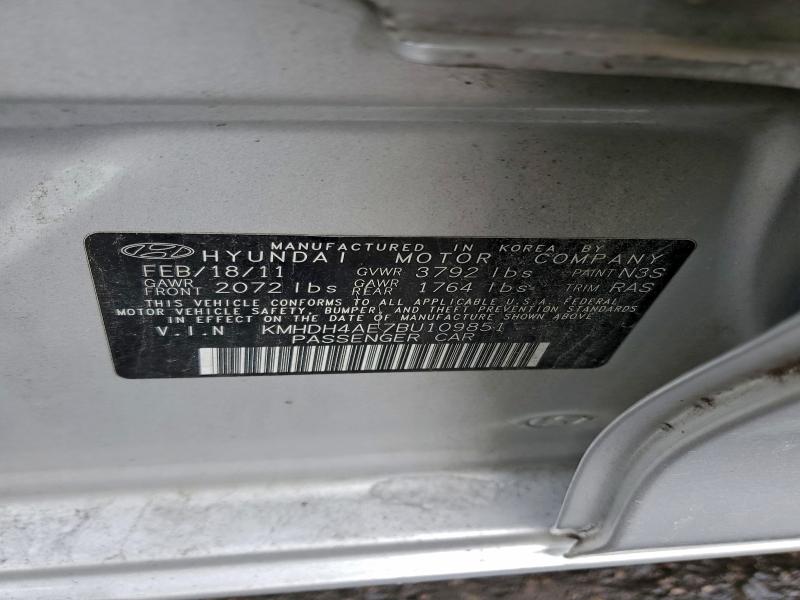 MANUFACTURED IN KOREA BY
HYUNDAI MOTOR COMPANY
FEB/18/11 GVWR 3792 lbs PAINT N3S
GAWR FRONT 2072 lbs GAWR REAR 1764 lbs TRIM RAS
THIS VEHICLE CONFORMS TO ALL APPLICABLE U.S.A. FEDERAL
MOTOR VEHICLE SAFETY, BUMPER, AND THEFT PREVENTION STANDARDS
IN EFFECT ON THE DATE OF MANUFACTURE SHOWN ABOVE
V.I.N KMHDH4AE7BU109851
PASSENGER CAR